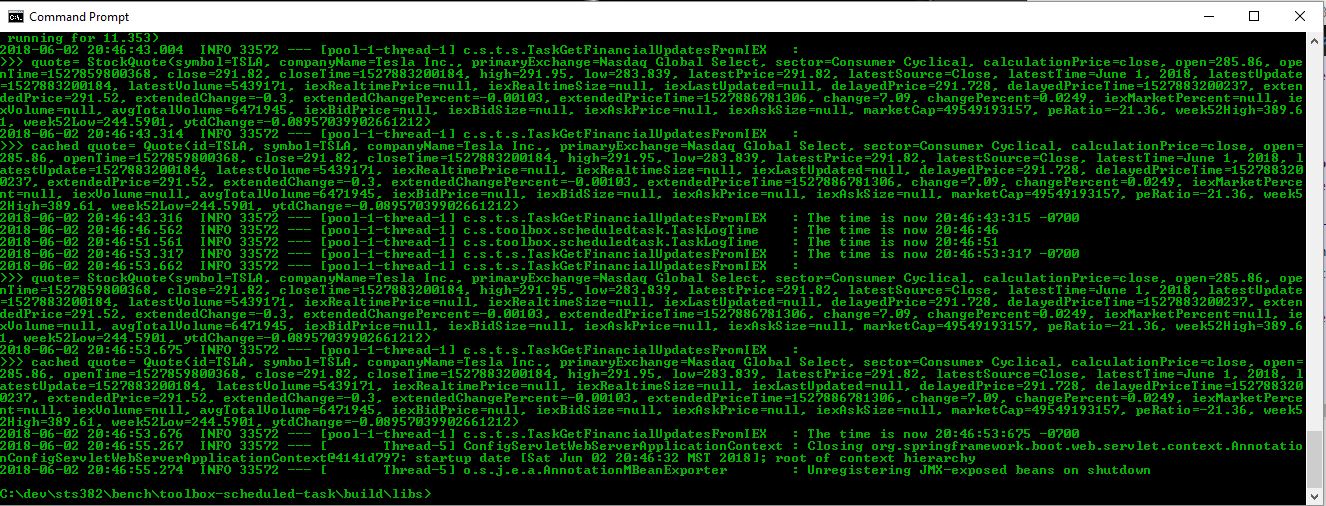 Command Prompt
 running for 11.353)
2018-06-02 20:46:43.004  INFO 33572 --- [pool-1-thread-1] c.s.t.s.TaskGetFinancialUpdatesFromIEX   :
>>> quote= StockQuote(symbol=TSLA, companyName=Tesla Inc., primaryExchange=Nasdaq Global Select, sector=Consumer Cyclical, calculationPrice=close, open=285.86, ope
nTime=1527859800368, close=291.82, closeTime=1527883200184, high=291.95, low=283.839, latestPrice=291.82, latestSource=Close, latestTime=June 1, 2018, latestUpdate
=1527883200184, latestVolume=5439171, iexRealtimePrice=null, iexRealtimeSize=null, iexLastUpdated=null, delayedPrice=291.728, delayedPriceTime=1527883200237, exten
dedPrice=291.52, extendedChange=-0.3, extendedChangePercent=-0.00103, extendedPriceTime=1527886781306, change=7.09, changePercent=0.0249, iexMarketPercent=null, ie
xVolume=null, avgTotalVolume=6471945, iexBidPrice=null, iexBidSize=null, iexAskPrice=null, iexAskSize=null, marketCap=49549193157, peRatio=-21.36, week52High=389.6
1, week52Low=244.5901, ytdChange=-0.08957039902661212)
2018-06-02 20:46:43.314  INFO 33572 --- [pool-1-thread-1] c.s.t.s.TaskGetFinancialUpdatesFromIEX   :
>>> cached quote= Quote(id=TSLA, symbol=TSLA, companyName=Tesla Inc., primaryExchange=Nasdaq Global Select, sector=Consumer Cyclical, calculationPrice=close, open=
285.86, openTime=1527859800368, close=291.82, closeTime=1527883200184, high=291.95, low=283.839, latestPrice=291.82, latestSource=Close, latestTime=June 1, 2018, l
atestUpdate=1527883200184, latestVolume=5439171, iexRealtimePrice=null, iexRealtimeSize=null, iexLastUpdated=null, delayedPrice=291.728, delayedPriceTime=152788320
0237, extendedPrice=291.52, extendedChange=-0.3, extendedChangePercent=-0.00103, extendedPriceTime=1527886781306, change=7.09, changePercent=0.0249, iexMarketPerce
nt=null, iexVolume=null, avgTotalVolume=6471945, iexBidPrice=null, iexBidSize=null, iexAskPrice=null, iexAskSize=null, marketCap=49549193157, peRatio=-21.36, week5
2High=389.61, week52Low=244.5901, ytdChange=-0.08957039902661212)
2018-06-02 20:46:43.316  INFO 33572 --- [pool-1-thread-1] c.s.t.s.TaskGetFinancialUpdatesFromIEX   : The time is now 20:46:43:315 -0700
2018-06-02 20:46:46.562  INFO 33572 --- [pool-1-thread-1] c.s.toolbox.scheduledtask.TaskLogTime    : The time is now 20:46:46
2018-06-02 20:46:51.561  INFO 33572 --- [pool-1-thread-1] c.s.toolbox.scheduledtask.TaskLogTime    : The time is now 20:46:51
2018-06-02 20:46:53.317  INFO 33572 --- [pool-1-thread-1] c.s.t.s.TaskGetFinancialUpdatesFromIEX   : The time is now 20:46:53:317 -0700
2018-06-02 20:46:53.662  INFO 33572 --- [pool-1-thread-1] c.s.t.s.TaskGetFinancialUpdatesFromIEX   :
>>> quote= StockQuote(symbol=TSLA, companyName=Tesla Inc., primaryExchange=Nasdaq Global Select, sector=Consumer Cyclical, calculationPrice=close, open=285.86, ope
nTime=1527859800368, close=291.82, closeTime=1527883200184, high=291.95, low=283.839, latestPrice=291.82, latestSource=Close, latestTime=June 1, 2018, latestUpdate
=1527883200184, latestVolume=5439171, iexRealtimePrice=null, iexRealtimeSize=null, iexLastUpdated=null, delayedPrice=291.728, delayedPriceTime=1527883200237, exten
dedPrice=291.52, extendedChange=-0.3, extendedChangePercent=-0.00103, extendedPriceTime=1527886781306, change=7.09, changePercent=0.0249, iexMarketPercent=null, ie
xVolume=null, avgTotalVolume=6471945, iexBidPrice=null, iexBidSize=null, iexAskPrice=null, iexAskSize=null, marketCap=49549193157, peRatio=-21.36, week52High=389.6
1, week52Low=244.5901, ytdChange=-0.08957039902661212)
2018-06-02 20:46:53.675  INFO 33572 --- [pool-1-thread-1] c.s.t.s.TaskGetFinancialUpdatesFromIEX   :
>>> cached quote= Quote(id=TSLA, symbol=TSLA, companyName=Tesla Inc., primaryExchange=Nasdaq Global Select, sector=Consumer Cyclical, calculationPrice=close, open=
285.86, openTime=1527859800368, close=291.82, closeTime=1527883200184, high=291.95, low=283.839, latestPrice=291.82, latestSource=Close, latestTime=June 1, 2018, l
atestUpdate=1527883200184, latestVolume=5439171, iexRealtimePrice=null, iexRealtimeSize=null, iexLastUpdated=null, delayedPrice=291.728, delayedPriceTime=152788320
0237, extendedPrice=291.52, extendedChange=-0.3, extendedChangePercent=-0.00103, extendedPriceTime=1527886781306, change=7.09, changePercent=0.0249, iexMarketPerce
nt=null, iexVolume=null, avgTotalVolume=6471945, iexBidPrice=null, iexBidSize=null, iexAskPrice=null, iexAskSize=null, marketCap=49549193157, peRatio=-21.36, week5
2High=389.61, week52Low=244.5901, ytdChange=-0.08957039902661212)
2018-06-02 20:46:53.676  INFO 33572 --- [pool-1-thread-1] c.s.t.s.TaskGetFinancialUpdatesFromIEX   : The time is now 20:46:53:675 -0700
2018-06-02 20:46:55.267  INFO 33572 --- [       Thread-5] ConfigServletWebServerApplicationContext : Closing org.springframework.boot.web.servlet.context.Annotatio
nConfigServletWebServerApplicationContext@4141d797: startup date [Sat Jun 02 20:46:32 MST 2018]; root of context hierarchy
2018-06-02 20:46:55.274  INFO 33572 --- [       Thread-5] o.s.j.e.a.AnnotationMBeanExporter        : Unregistering JMX-exposed beans on shutdown
C:\dev\sts382\bench\toolbox-scheduled-task\build\libs>